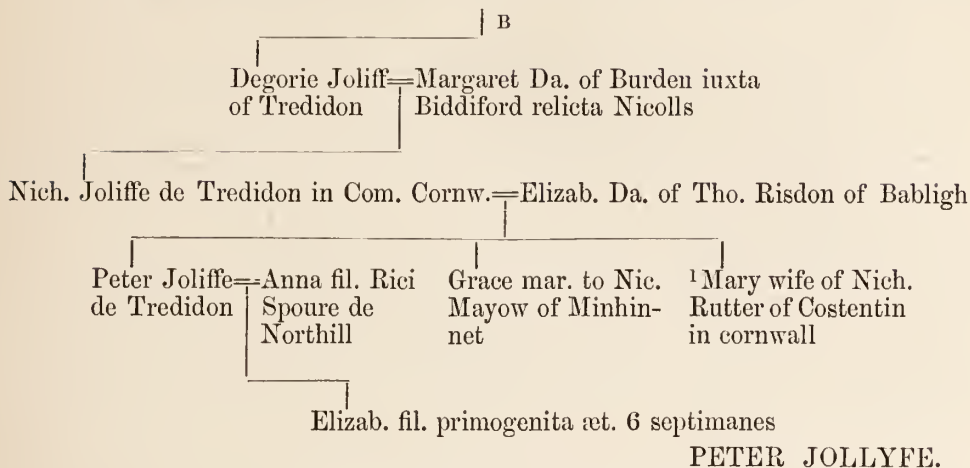 B
Degorie Joliff=Margaret Da. of Burden iuxta
of Tredidon Biddiford relicta Nicolls
Nich. Joliffe de Tredidon in Com. Cornw.=Elizab. Da. of Tho. Risdon of Babligh
Peter Joliffe=Anna fil. Rici Grace mar. to Nic. ¹Mary wife of Nich.
de Tredidon Spoure de Mayow of Minhin- Rutter of Costentin
Northill net in cornwall
Elizab. fil. primogenita æt. 6 septimanes
PETER JOLLYFE.